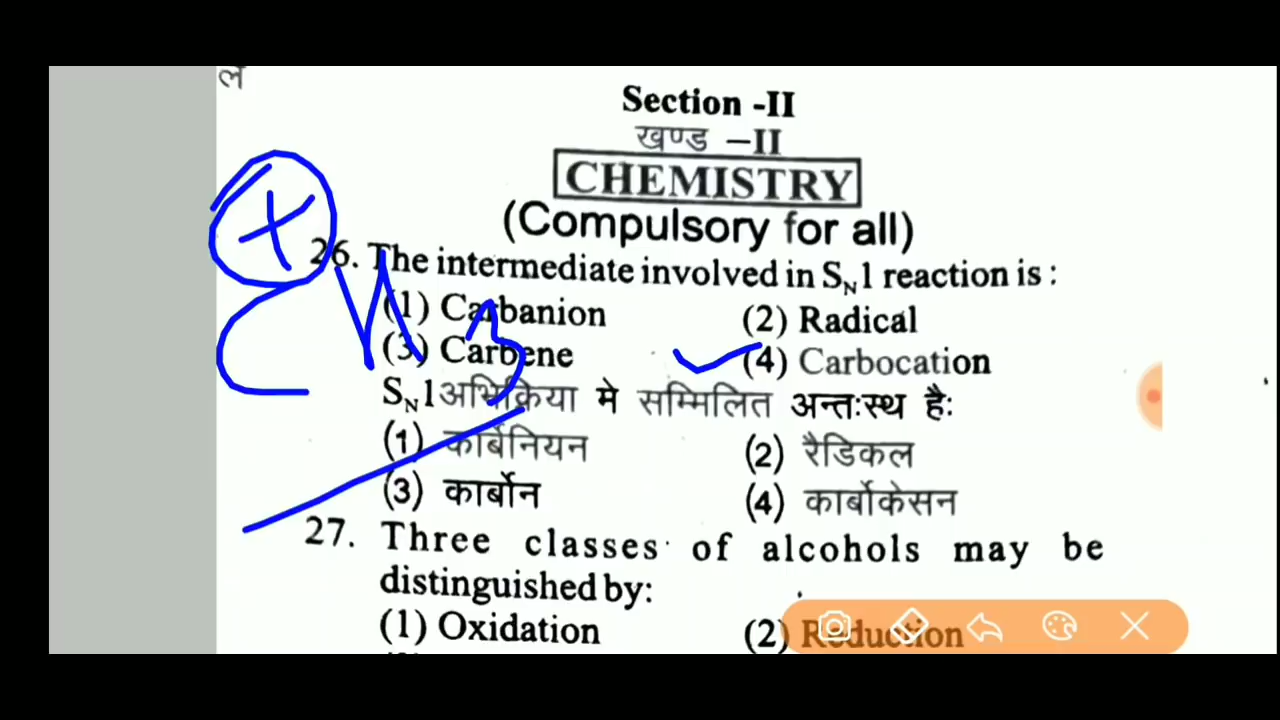 Section -II
खण्ड –II
CHEMISTRY
(Compulsory for all)
26. The intermediate involved in SN1 reaction is :
(1) Carbanion (2) Radical
(3) Carbene (4) Carbocation
SN1 अभिक्रिया मे सम्मिलित अन्तःस्थ हैः
(1) कार्बेनियन (2) रैडिकल
(3) कार्बोन (4) कार्बोकेसन
27. Three classes of alcohols may be
distinguished by:
(1) Oxidation (2) Reduction
+
CH3